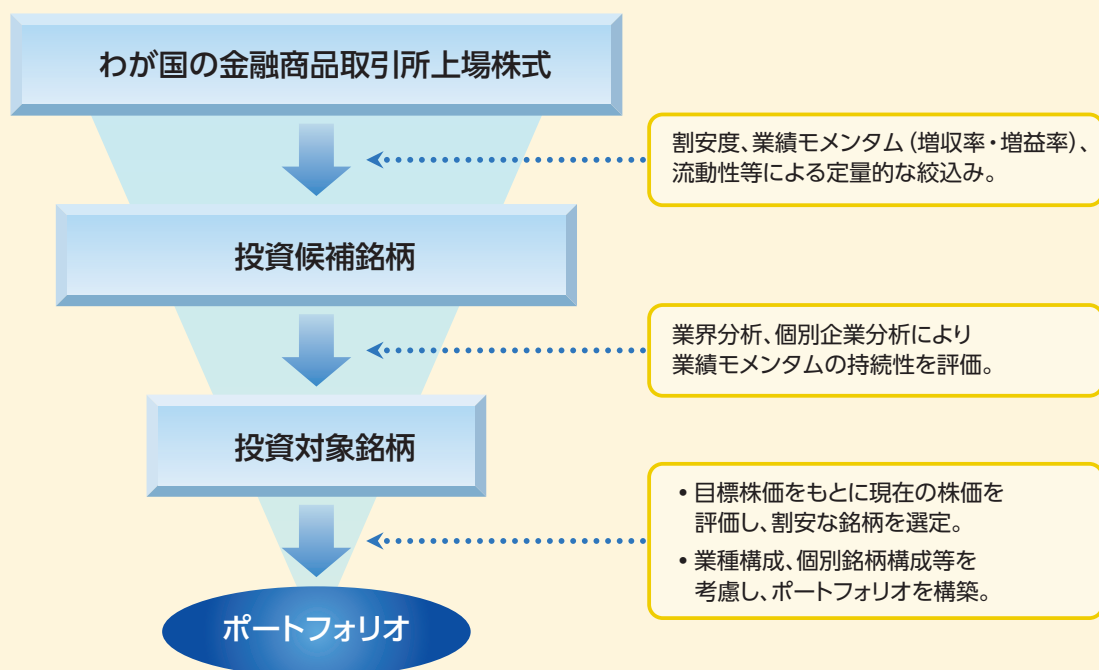 わが国の金融商品取引所上場株式
割安度、業績モメンタム(増収率・増益率)、
流動性等による定量的な絞込み。
投資候補銘柄
業界分析、個別企業分析により
業績モメンタムの持続性を評価。
投資対象銘柄
• 目標株価をもとに現在の株価を
評価し、割安な銘柄を選定。
• 業種構成、個別銘柄構成等を
考慮し、ポートフォリオを構築。
ポートフォリオ